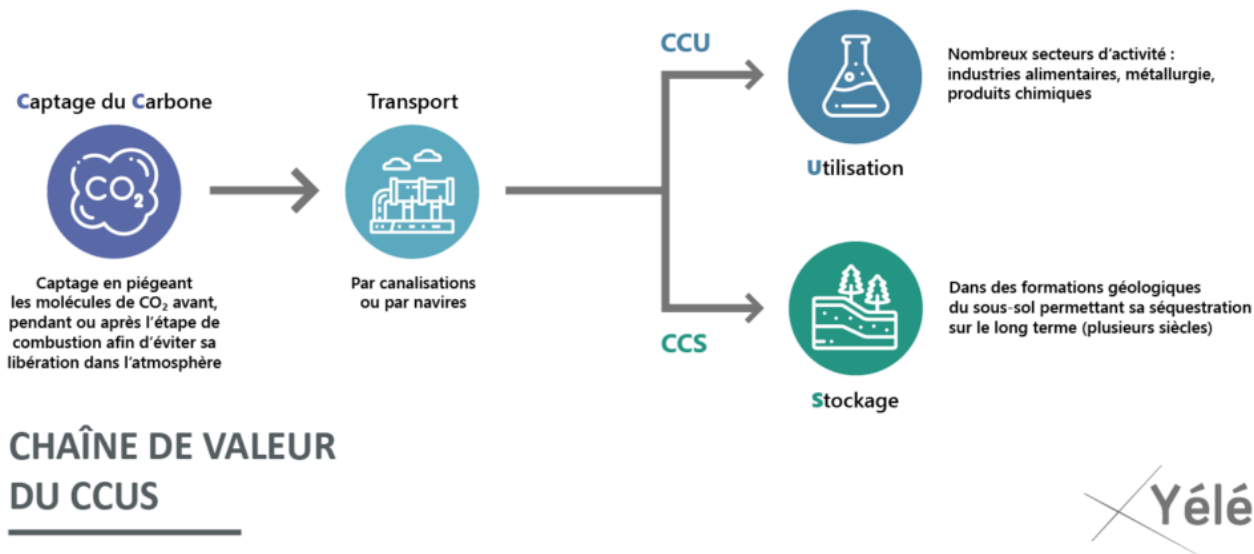 Captage du Carbone
CO₂
Captage en piégeant
les molécules de CO₂ avant,
pendant ou après l'étape de
combustion afin d'éviter sa
libération dans l'atmosphère
Transport
Par canalisations
ou par navires
CCU
Utilisation
Nombreux secteurs d'activité :
industries alimentaires, métallurgie,
produits chimiques
CCS
Stockage
Dans des formations géologiques
du sous-sol permettant sa séquestration
sur le long terme (plusieurs siècles)
CHAÎNE DE VALEUR
DU CCUS
Yélé